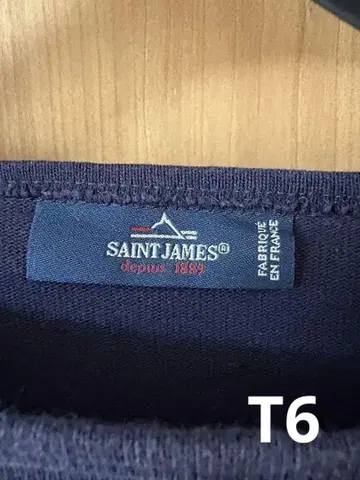 SAINT JAMES®
depuis 1889
FABRIQUÉ
EN FRANCE
T6